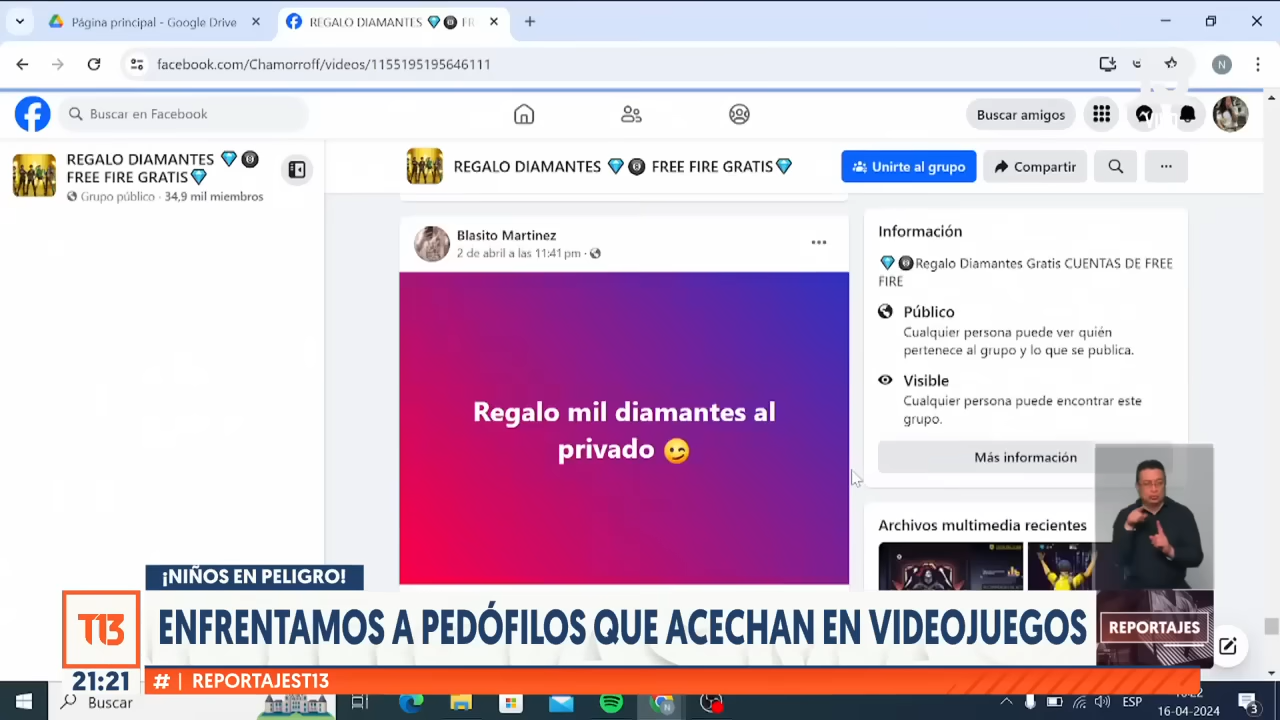 Página principal - Google Drive
REGALO DIAMANTES 💎🎱 FR
facebook.com/Chamorroff/videos/1155195195646111
N
Buscar en Facebook
Buscar amigos
REGALO DIAMANTES 💎🎱
FREE FIRE GRATIS💎
Grupo público · 34,9 mil miembros
REGALO DIAMANTES 💎🎱 FREE FIRE GRATIS💎
Unirte al grupo
Compartir
Blasito Martinez
2 de abril a las 11:41 pm ·
Regalo mil diamantes al
privado 😉
Información
💎🎱Regalo Diamantes Gratis CUENTAS DE FREE
FIRE
Público
Cualquier persona puede ver quién
pertenece al grupo y lo que se publica.
Visible
Cualquier persona puede encontrar este
grupo.
Más información
Archivos multimedia recientes
¡NIÑOS EN PELIGRO!
T13
ENFRENTAMOS A PEDÓFILOS QUE ACECHAN EN VIDEOJUEGOS
REPORTAJES
21:21
# | REPORTAJEST13
Buscar
ESP
16-04-2024
3